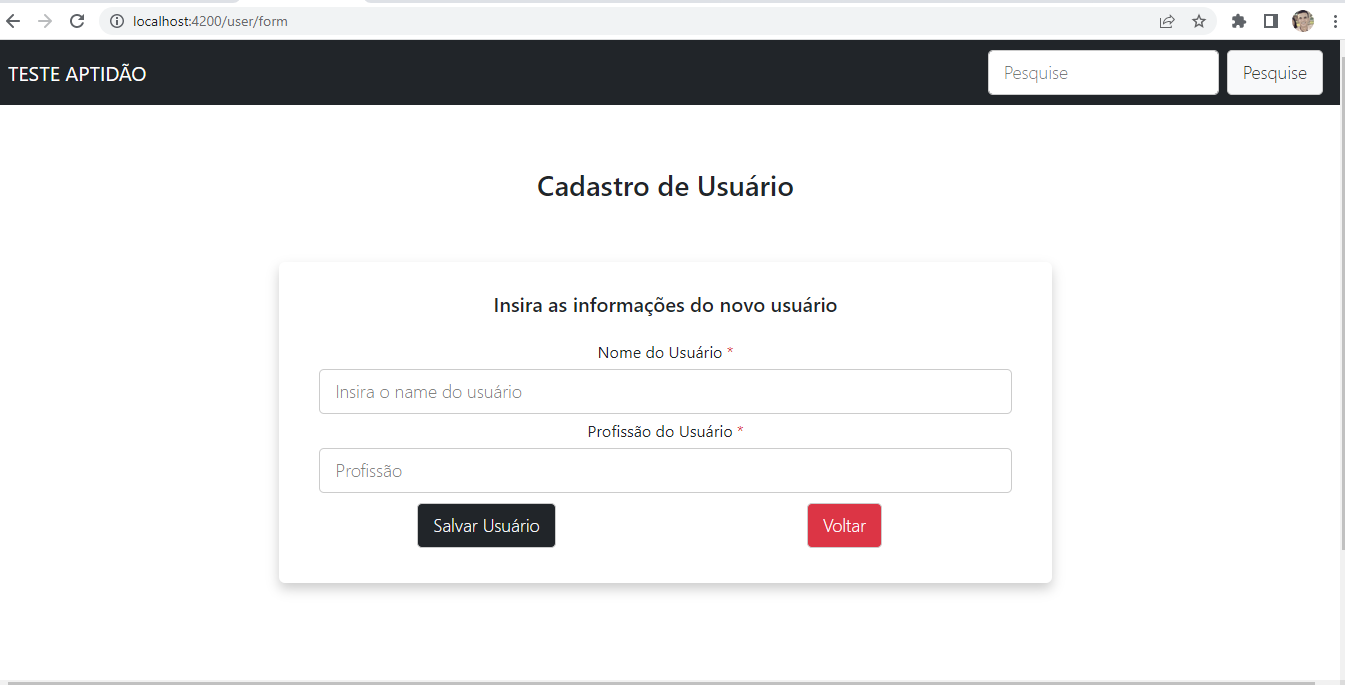 localhost:4200/user/form
TESTE APTIDÃO
Pesquise
Pesquise
Cadastro de Usuário
Insira as informações do novo usuário
Nome do Usuário *
Insira o name do usuário
Profissão do Usuário *
Profissão
Salvar Usuário
Voltar